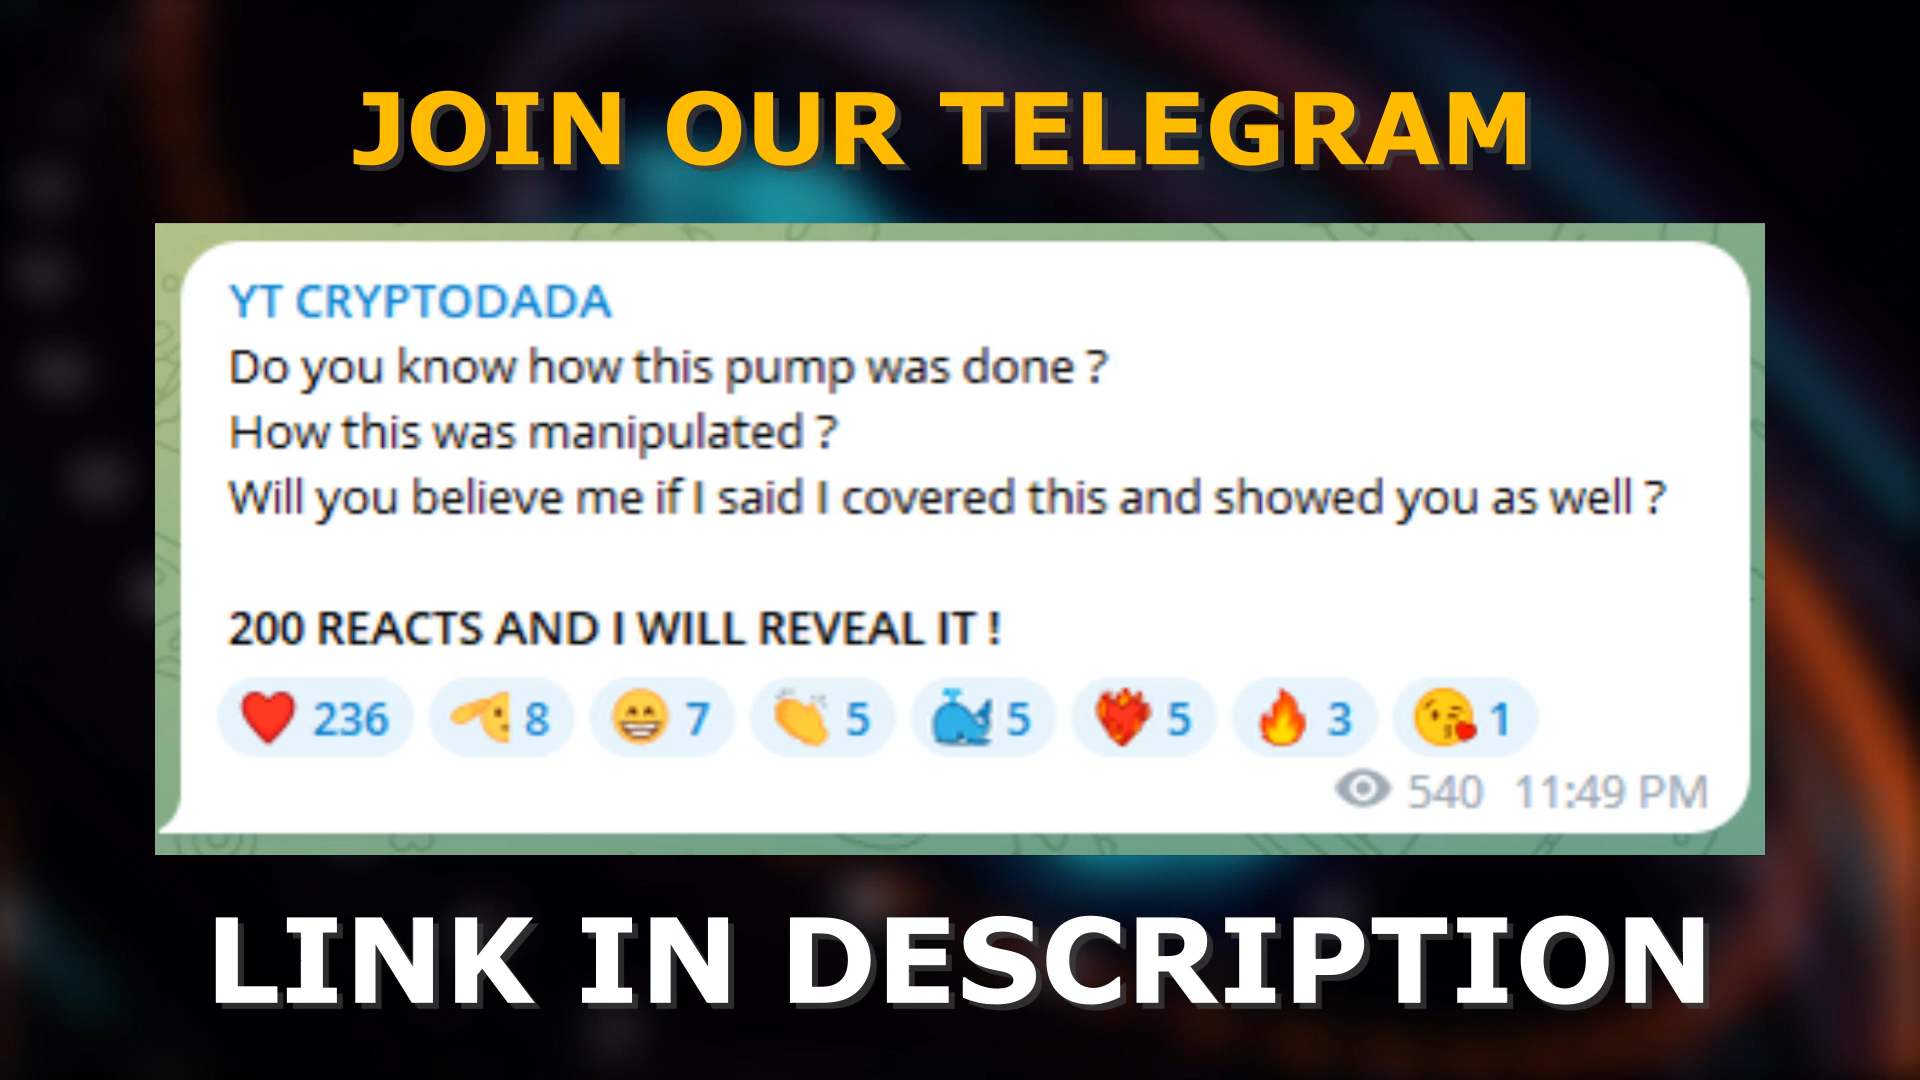 JOIN OUR TELEGRAM
YT CRYPTODADA
Do you know how this pump was done ?
How this was manipulated ?
Will you believe me if I said I covered this and showed you as well ?
200 REACTS AND I WILL REVEAL IT !
236 8 7 5 5 5 3 1
540 11:49 PM
LINK IN DESCRIPTION